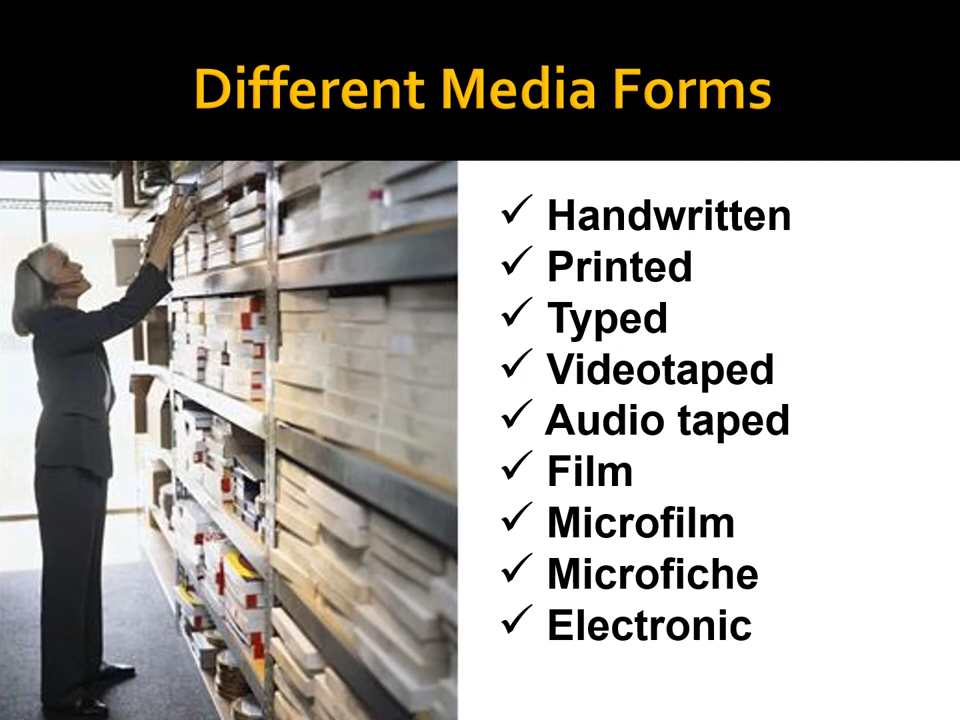 Different Media Forms
✓ Handwritten
✓ Printed
✓ Typed
✓ Videotaped
✓ Audio taped
✓ Film
✓ Microfilm
✓ Microfiche
✓ Electronic